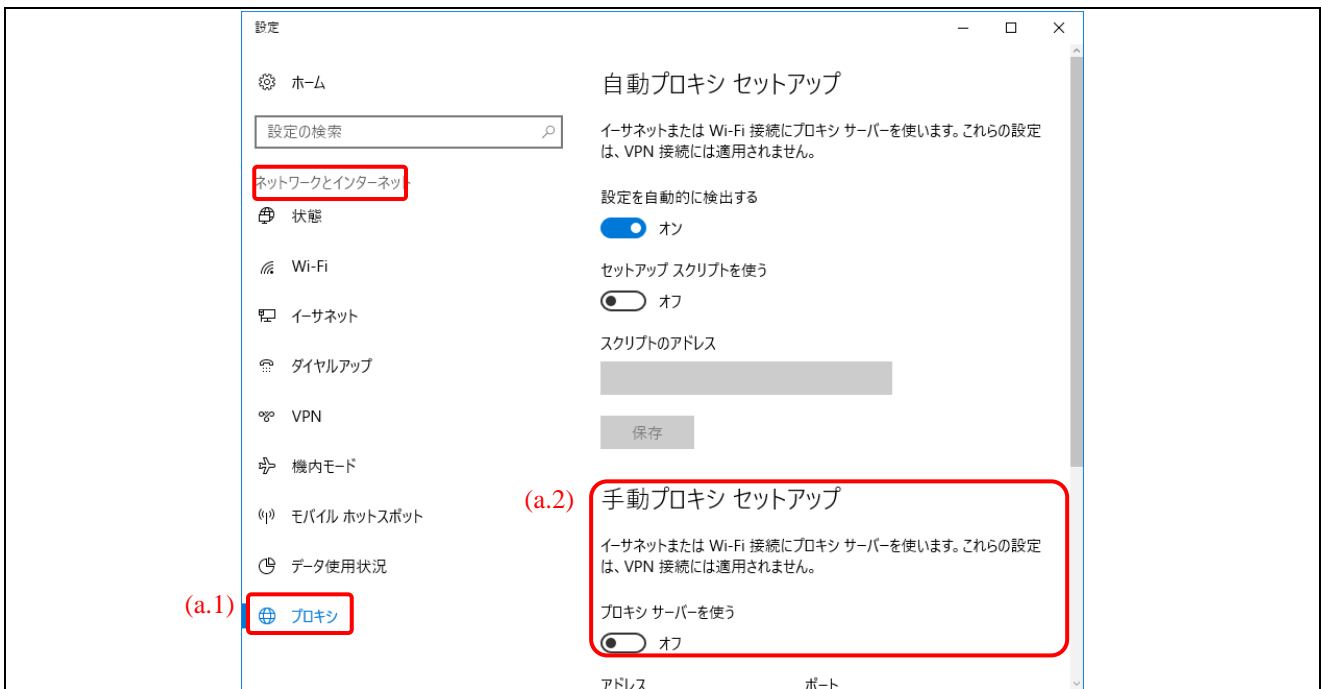 設定
ホーム
設定の検索
ネットワークとインターネット
状態
Wi-Fi
イーサネット
ダイヤルアップ
VPN
機内モード
モバイル ホットスポット
データ使用状況
(a.1)
プロキシ
自動プロキシ セットアップ
イーサネットまたは Wi-Fi 接続にプロキシ サーバーを使います。これらの設定
は、VPN 接続には適用されません。
設定を自動的に検出する
オン
セットアップ スクリプトを使う
オフ
スクリプトのアドレス
保存
(a.2)
手動プロキシ セットアップ
イーサネットまたは Wi-Fi 接続にプロキシ サーバーを使います。これらの設定
は、VPN 接続には適用されません。
プロキシ サーバーを使う
オフ
アドレス ポート